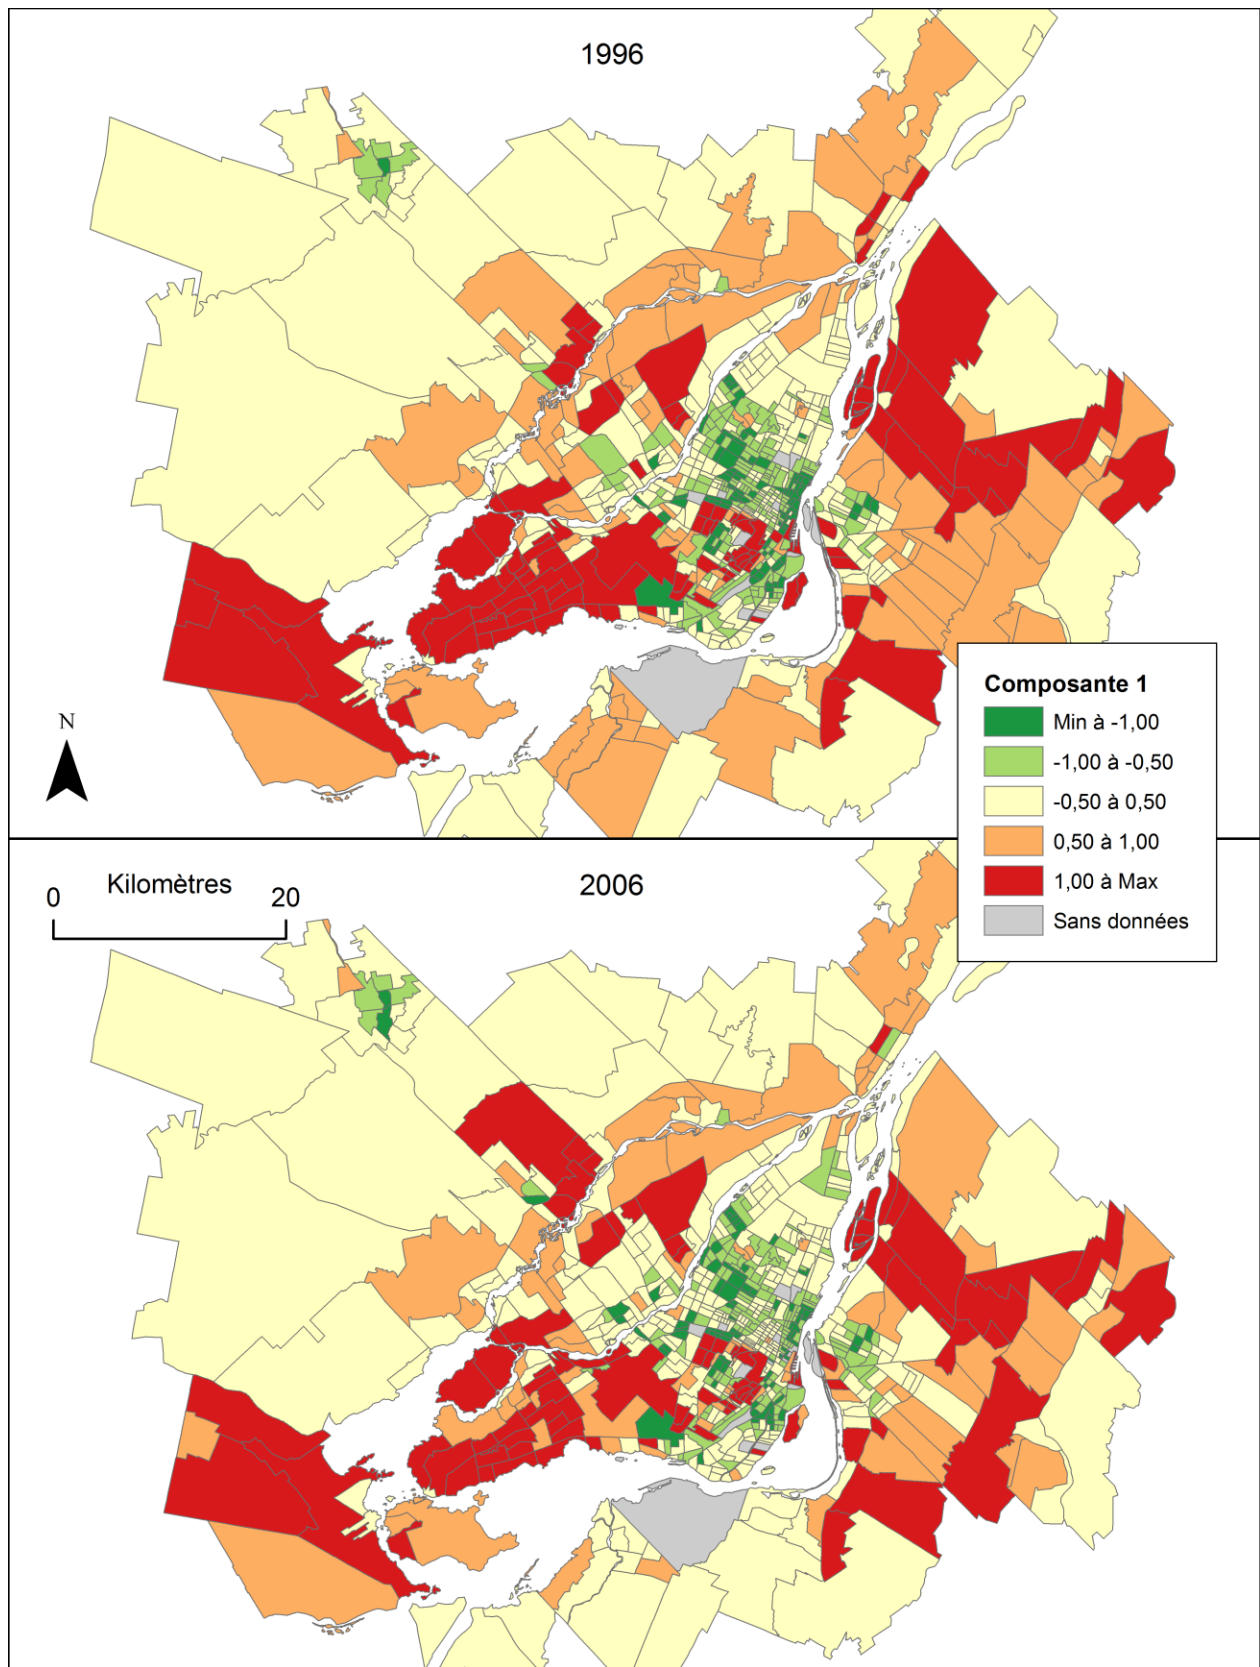 1996
N
Composante 1
Min à -1,00
-1,00 à -0,50
-0,50 à 0,50
0,50 à 1,00
1,00 à Max
Sans données
0 Kilomètres 20
2006